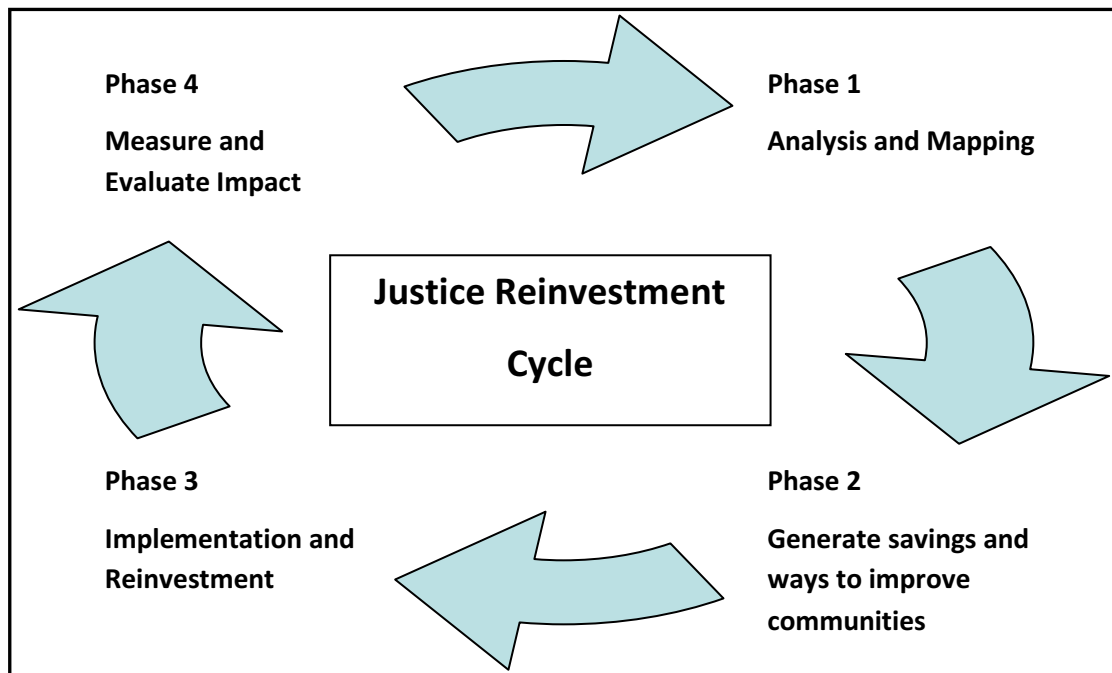 Phase 4
Measure and
Evaluate Impact
Phase 1
Analysis and Mapping
Justice Reinvestment
Cycle
Phase 3
Implementation and
Reinvestment
Phase 2
Generate savings and
ways to improve
communities